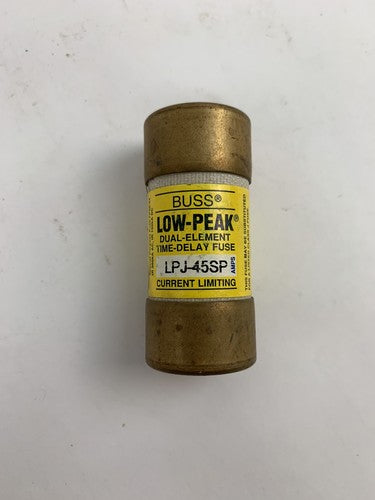 BUSS®
LOW-PEAK®
DUAL-ELEMENT
TIME-DELAY FUSE
LPJ-45SP AMPS
CURRENT LIMITING